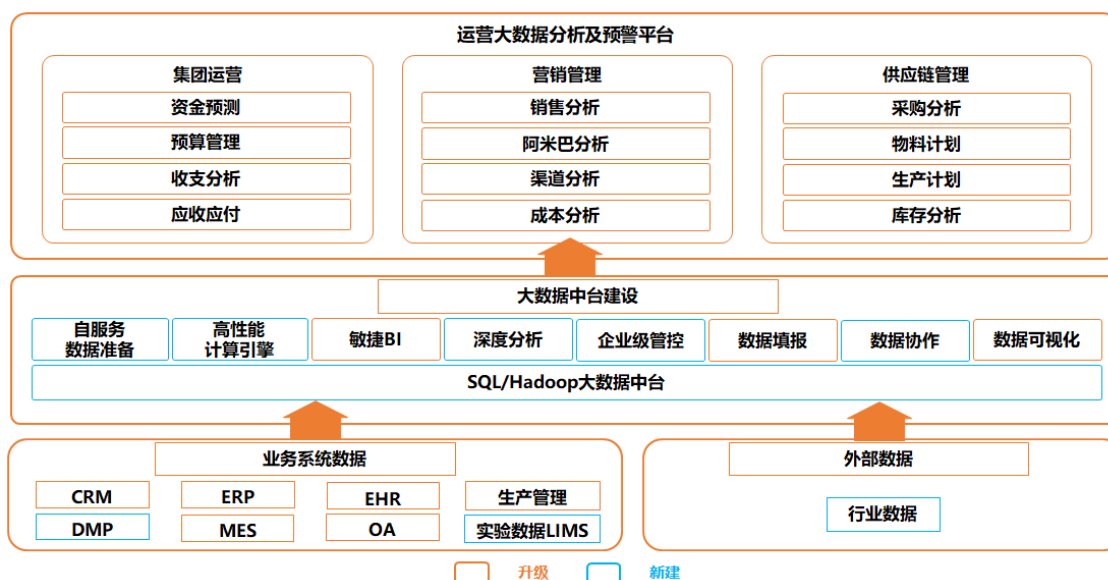 运营大数据分析及预警平台
集团运营
营销管理
供应链管理
资金预测
销售分析
采购分析
预算管理
阿米巴分析
物料计划
收支分析
渠道分析
生产计划
应收应付
成本分析
库存分析
大数据中台建设
自服务
数据准备
高性能
计算引擎
敏捷BI
深度分析
企业级管控
数据填报
数据协作
数据可视化
SQL/Hadoop大数据中台
业务系统数据
外部数据
CRM
ERP
EHR
生产管理
DMP
MES
OA
实验数据LIMS
行业数据
升级
新建